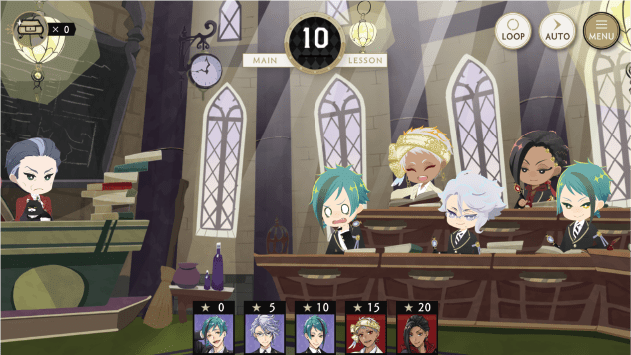 × 0
10
MAIN LESSON
LOOP
AUTO
MENU
★ 0
★ 5
★ 10
★ 15
★ 20